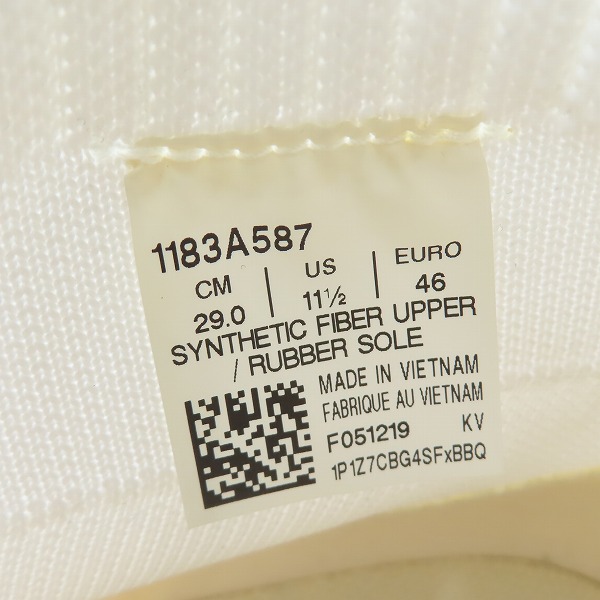 1183A587
CM | US | EURO
29.0 | 11½ | 46
SYNTHETIC FIBER UPPER
/ RUBBER SOLE
MADE IN VIETNAM
FABRIQUE AU VIETNAM
F051219 KV
1P1Z7CBG4SFxBBQ